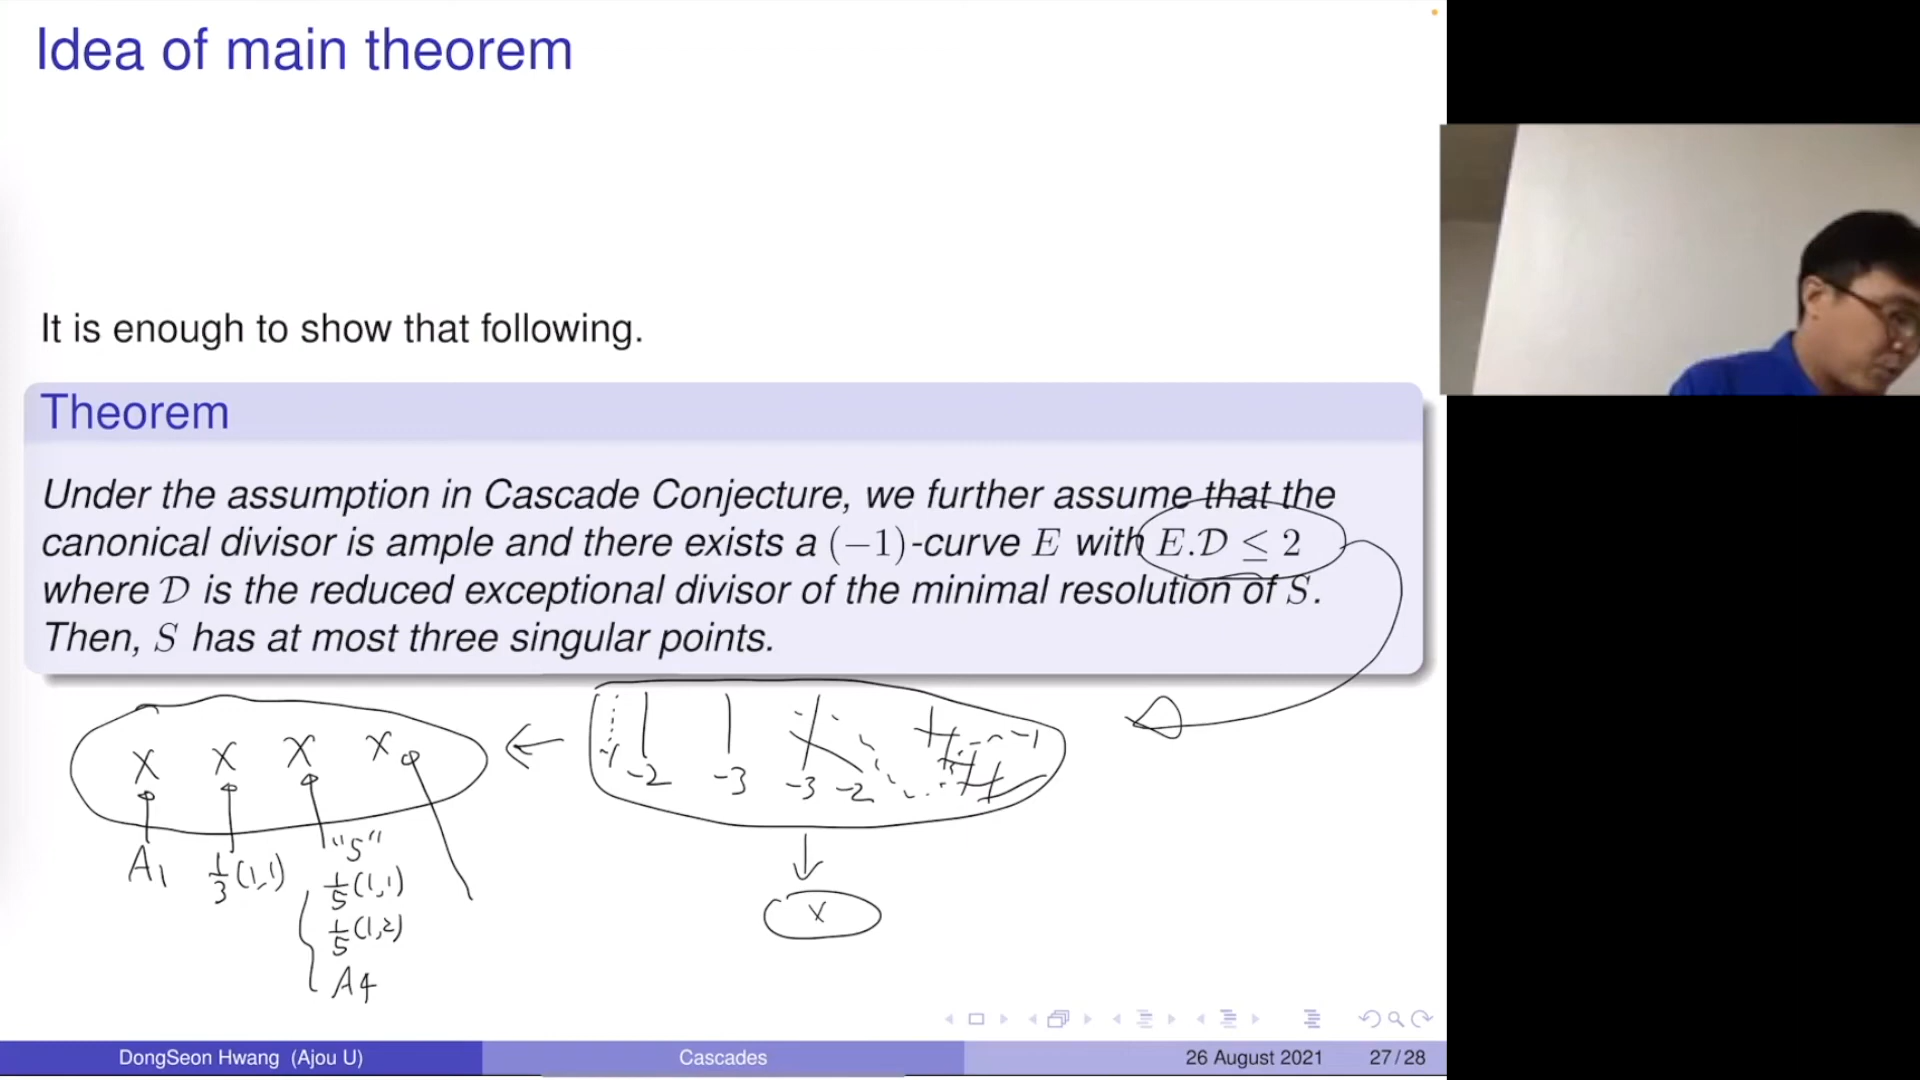 Idea of main theorem
It is enough to show that following.
Theorem
Under the assumption in Cascade Conjecture, we further assume that the
canonical divisor is ample and there exists a (−1)-curve E with E.D ≤ 2
where D is the reduced exceptional divisor of the minimal resolution of S.
Then, S has at most three singular points.
x x x x
-1 -2 -3 -3 -2 -1
A1 1/3(1,1) "5"
1/5(1,1)
1/5(1,2)
A4
x
DongSeon Hwang (Ajou U) Cascades 26 August 2021 27 / 28